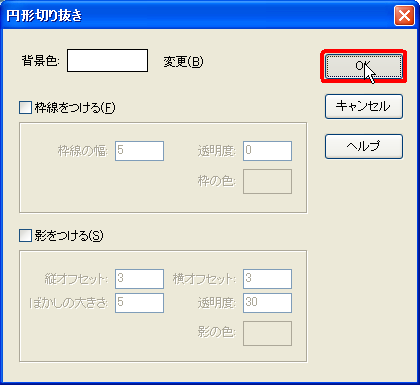 円形切り抜き
背景色: 変更(B) OK
枠線をつける(F) キャンセル
枠線の幅: 5 透明度: 0 ヘルプ
枠の色:
影をつける(S)
縦オフセット: 3 横オフセット: 3
ぼかしの大きさ: 5 透明度: 30
影の色: